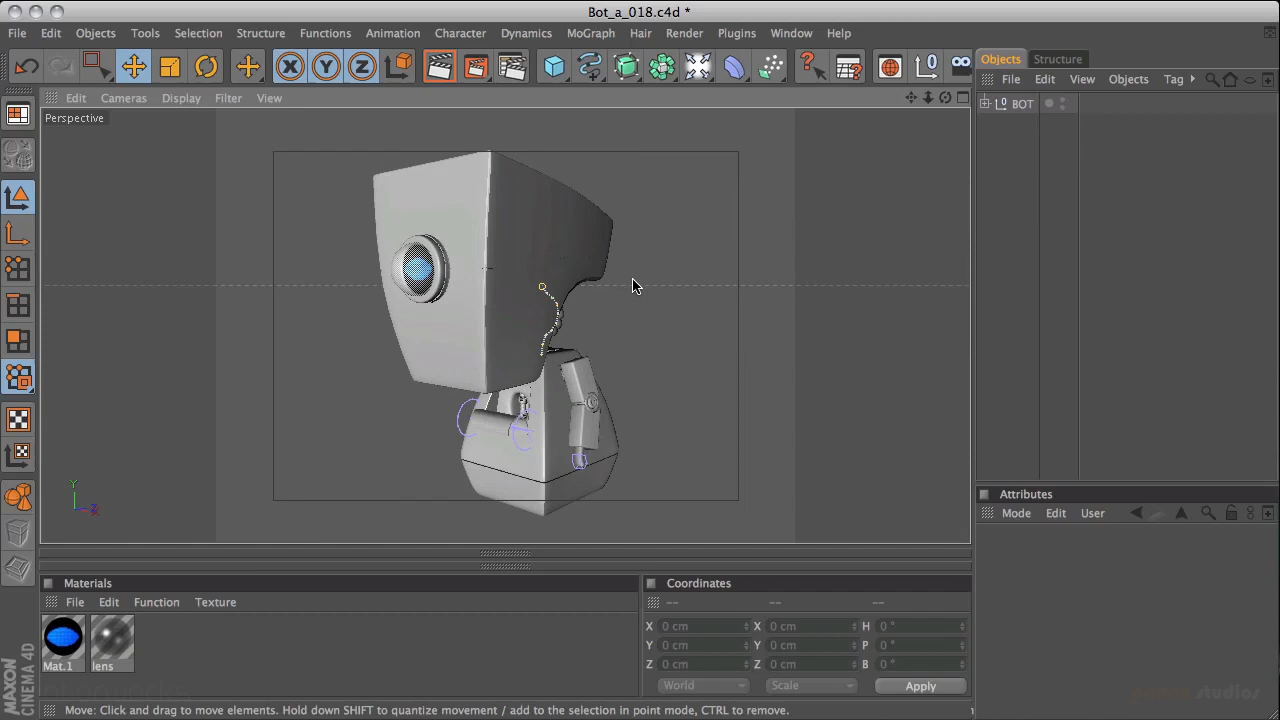 Bot_a_018.c4d *
File Edit Objects Tools Selection Structure Functions Animation Character Dynamics MoGraph Hair Render Plugins Window Help
Edit Cameras Display Filter View
Perspective
Y
Z
Objects Structure
File Edit View Objects Tag
BOT
Attributes
Mode Edit User
Materials
File Edit Function Texture
Mat.1 lens
Coordinates
-- -- --
X 0 cm X 0 cm H 0 °
Y 0 cm Y 0 cm P 0 °
Z 0 cm Z 0 cm B 0 °
World Scale Apply
MAXON
CINEMA 4D
studios
Move: Click and drag to move elements. Hold down SHIFT to quantize movement / add to the selection in point mode, CTRL to remove.